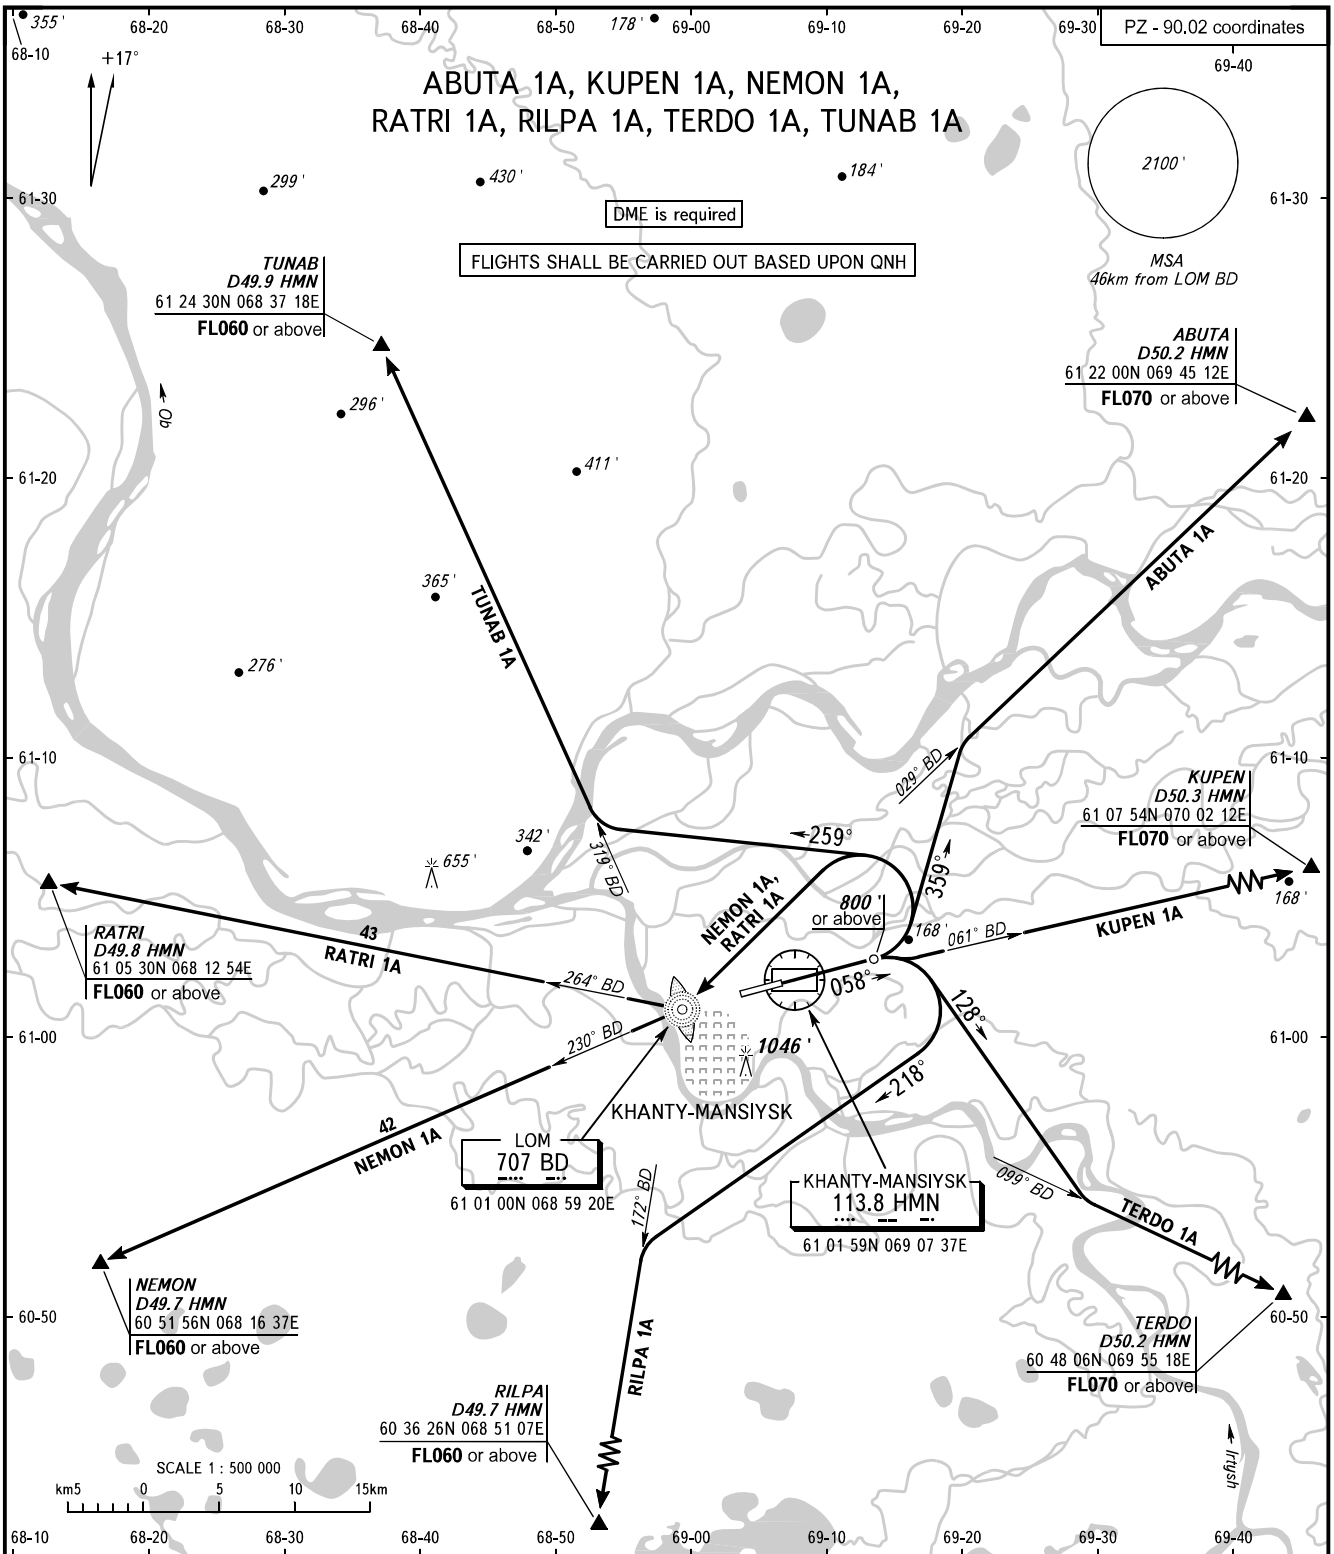 355 '
68-20
68-30
68-40
68-50
178 '
69-00
69-10
69-20
69-30
PZ - 90.02 coordinates
68-10
69-40
+17°
ABUTA 1A, KUPEN 1A, NEMON 1A,
RATRI 1A, RILPA 1A, TERDO 1A, TUNAB 1A
2100 '
299 '
430 '
184 '
61-30
61-30
DME is required
FLIGHTS SHALL BE CARRIED OUT BASED UPON QNH
MSA
46km from LOM BD
TUNAB
D49.9 HMN
61 24 30N 068 37 18E
FL060 or above
ABUTA
D50.2 HMN
61 22 00N 069 45 12E
FL070 or above
Ob
296 '
411 '
61-20
61-20
ABUTA 1A
365 '
TUNAB 1A
276 '
61-10
61-10
029° BD
KUPEN
D50.3 HMN
61 07 54N 070 02 12E
FL070 or above
259°
342 '
655 '
319° BD
359°
168 '
NEMON 1A,
RATRI 1A
800 '
or above
168 '
061° BD
KUPEN 1A
RATRI
D49.8 HMN
61 05 30N 068 12 54E
FL060 or above
43
RATRI 1A
264° BD
058°
128°
230° BD
61-00
61-00
1046 '
218°
KHANTY-MANSIYSK
42
NEMON 1A
LOM
707 BD
61 01 00N 068 59 20E
172° BD
KHANTY-MANSIYSK
113.8 HMN
61 01 59N 069 07 37E
099° BD
TERDO 1A
NEMON
D49.7 HMN
60 51 56N 068 16 37E
FL060 or above
60-50
60-50
RILPA 1A
TERDO
D50.2 HMN
60 48 06N 069 55 18E
FL070 or above
RILPA
D49.7 HMN
60 36 26N 068 51 07E
FL060 or above
Irtysh
SCALE 1 : 500 000
km5 0 5 10 15km
68-10
68-20
68-30
68-40
68-50
69-00
69-10
69-20
69-30
69-40